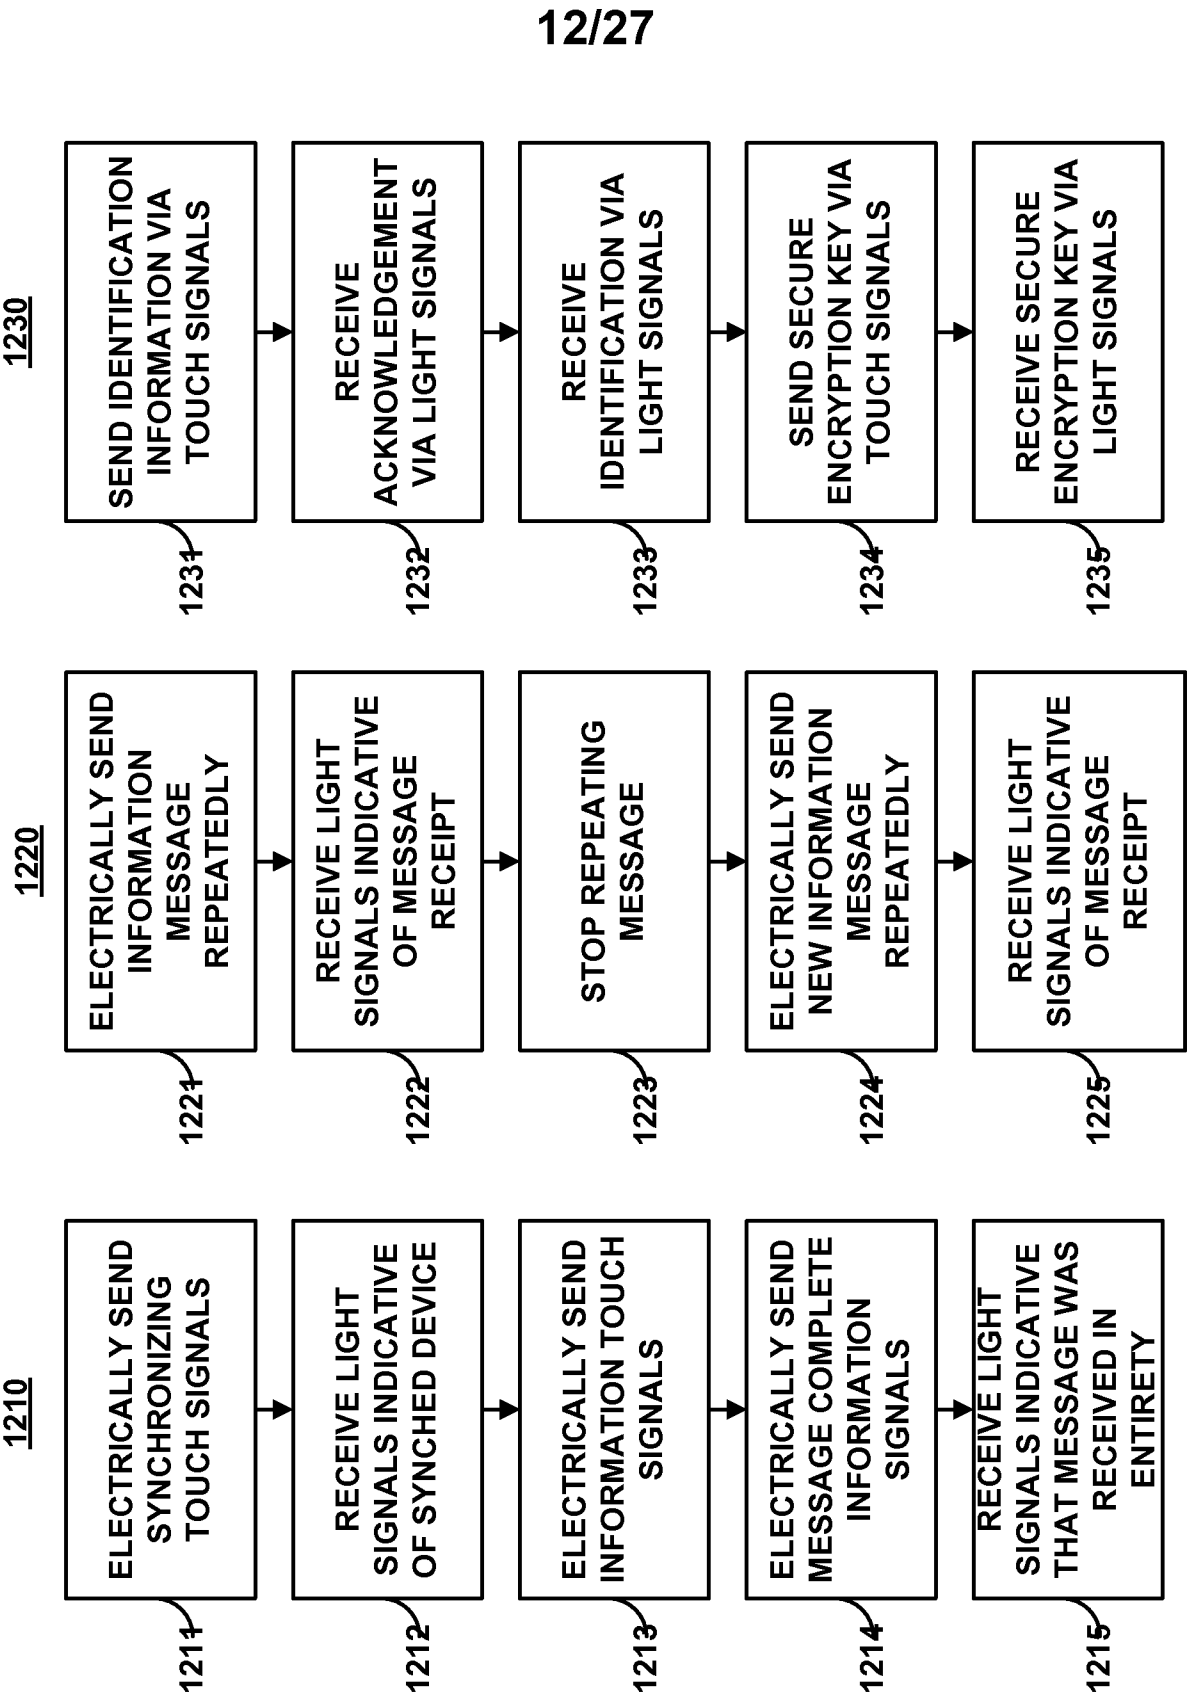 12/27
1210
ELECTRICALLY SEND
SYNCHRONIZING
TOUCH SIGNALS
1211
RECEIVE LIGHT
SIGNALS INDICATIVE
OF SYNCHED DEVICE
1212
ELECTRICALLY SEND
INFORMATION TOUCH
SIGNALS
1213
ELECTRICALLY SEND
MESSAGE COMPLETE
INFORMATION
SIGNALS
1214
RECEIVE LIGHT
SIGNALS INDICATIVE
THAT MESSAGE WAS
RECEIVED IN
ENTIRETY
1215
1220
ELECTRICALLY SEND
INFORMATION
MESSAGE
REPEATEDLY
1221
RECEIVE LIGHT
SIGNALS INDICATIVE
OF MESSAGE
RECEIPT
1222
STOP REPEATING
MESSAGE
1223
ELECTRICALLY SEND
NEW INFORMATION
MESSAGE
REPEATEDLY
1224
RECEIVE LIGHT
SIGNALS INDICATIVE
OF MESSAGE
RECEIPT
1225
1230
SEND IDENTIFICATION
INFORMATION VIA
TOUCH SIGNALS
1231
RECEIVE
ACKNOWLEDGEMENT
VIA LIGHT SIGNALS
1232
RECEIVE
IDENTIFICATION VIA
LIGHT SIGNALS
1233
SEND SECURE
ENCRYPTION KEY VIA
TOUCH SIGNALS
1234
RECEIVE SECURE
ENCRYPTION KEY VIA
LIGHT SIGNALS
1235